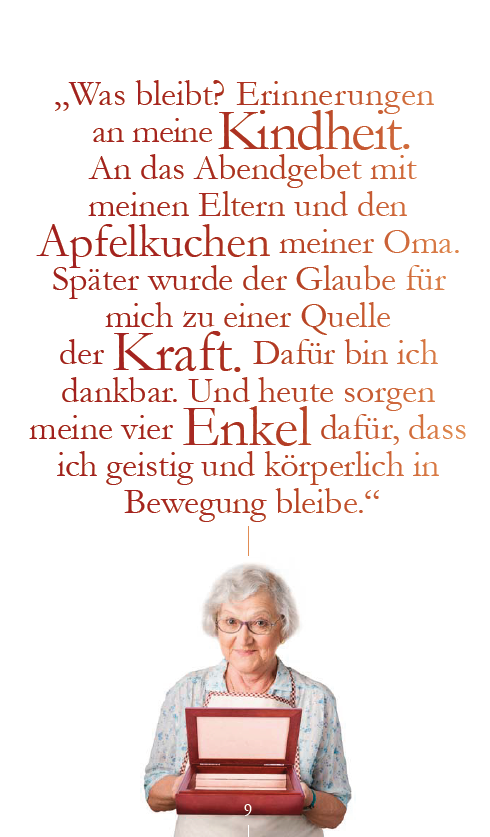 „Was bleibt? Erinnerungen
an meine Kindheit.
An das Abendgebet mit
meinen Eltern und den
Apfelkuchen meiner Oma.
Später wurde der Glaube für
mich zu einer Quelle
der Kraft. Dafür bin ich
dankbar. Und heute sorgen
meine vier Enkel dafür, dass
ich geistig und körperlich in
Bewegung bleibe.“
9